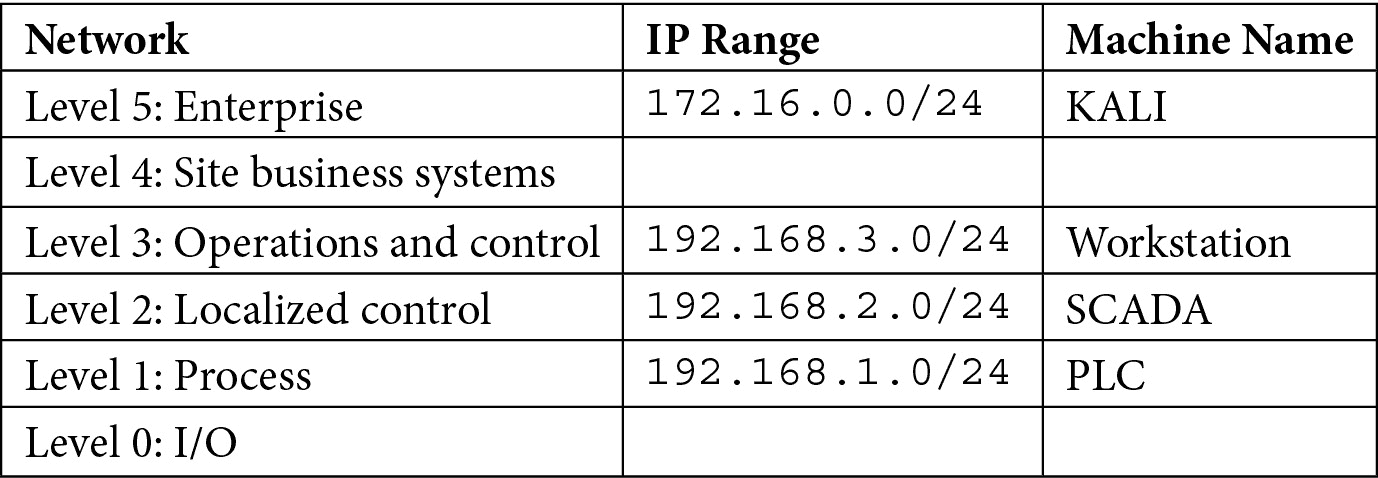 Network IP Range Machine Name
Level 5: Enterprise 172.16.0.0/24 KALI
Level 4: Site business systems
Level 3: Operations and control 192.168.3.0/24 Workstation
Level 2: Localized control 192.168.2.0/24 SCADA
Level 1: Process 192.168.1.0/24 PLC
Level 0: I/O